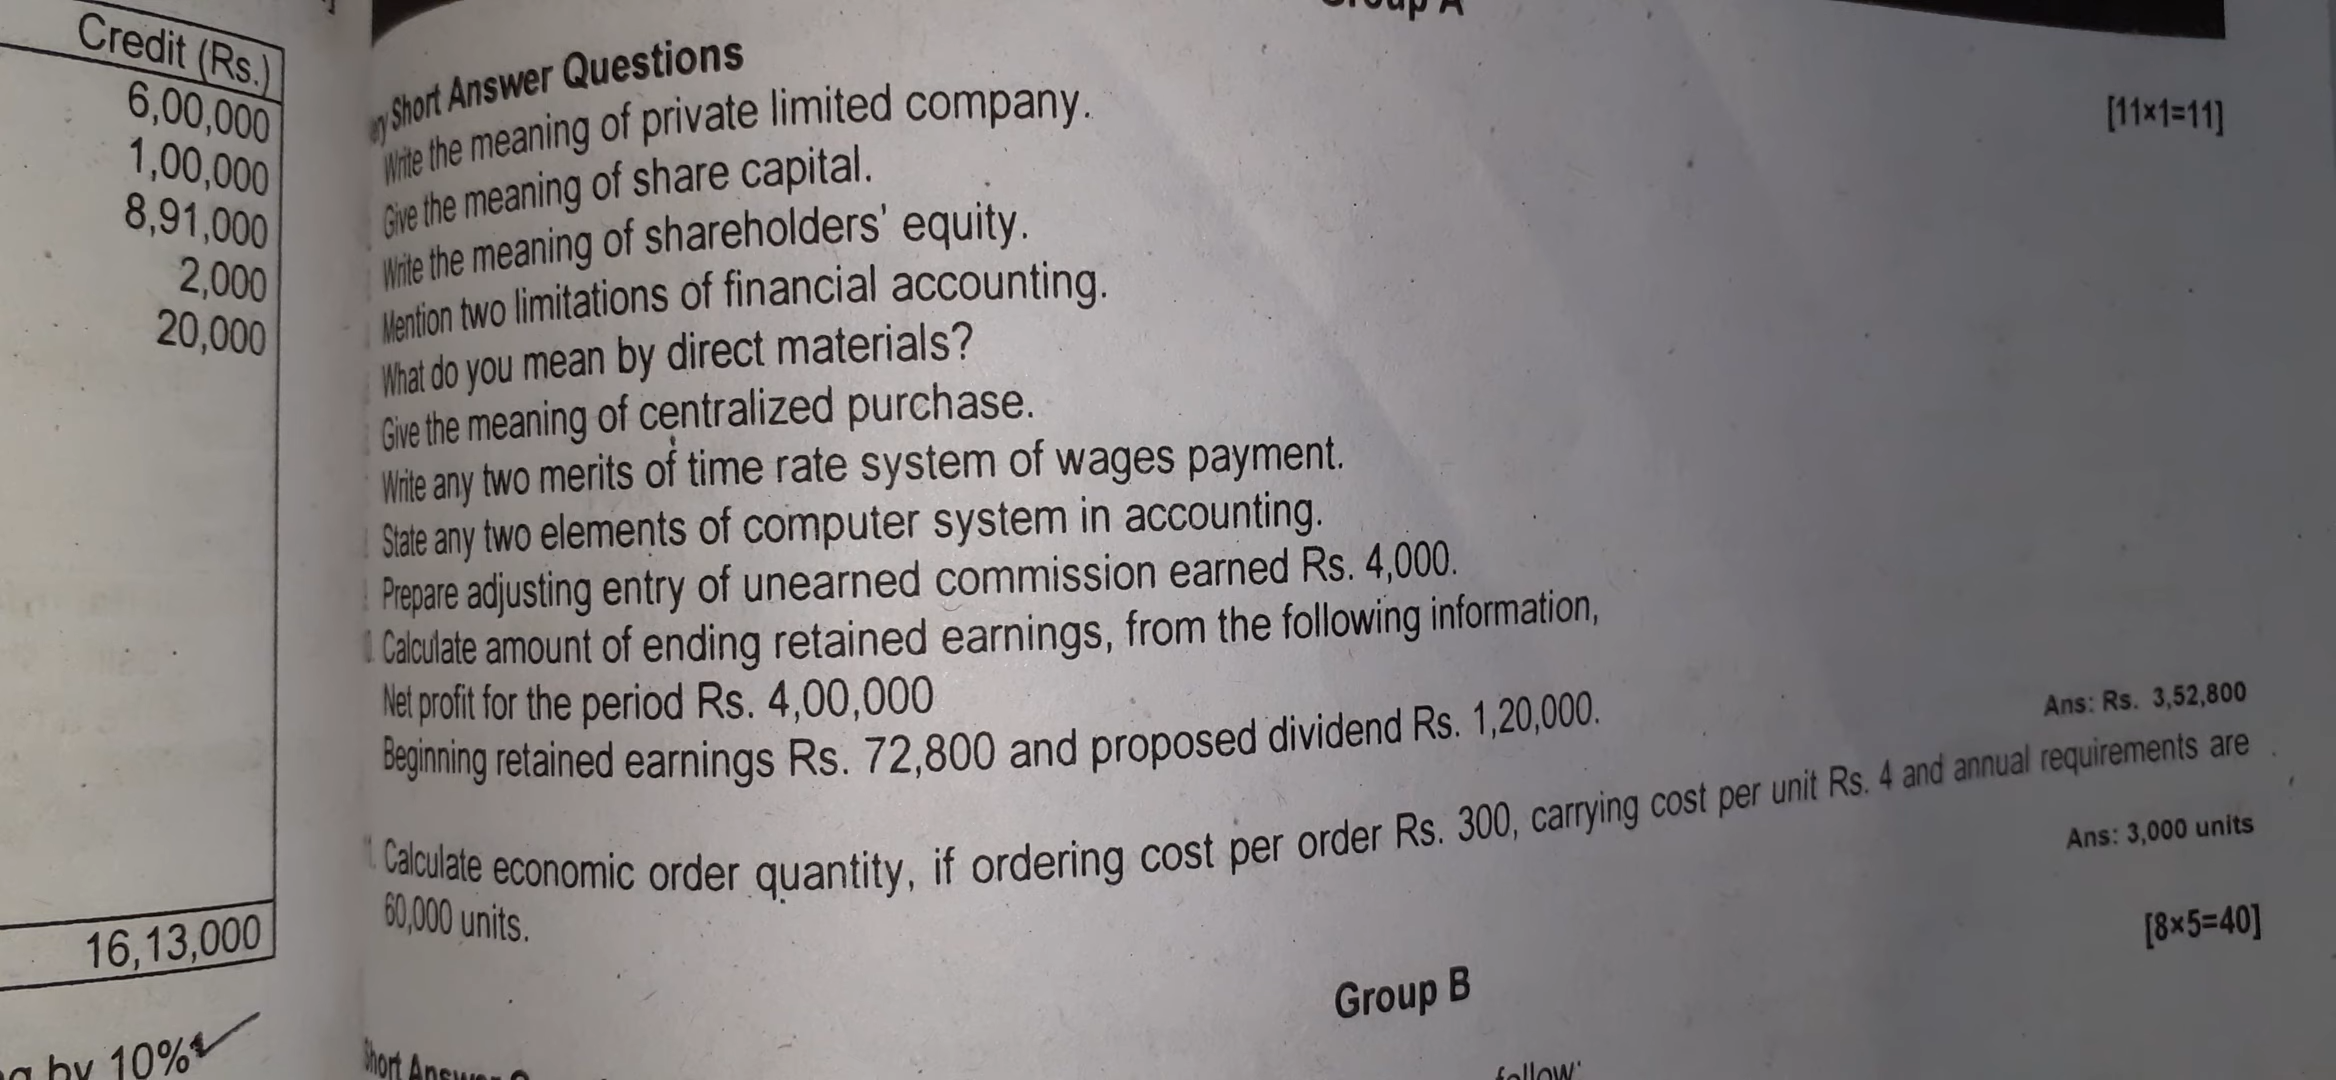 Credit (Rs.)
6,00,000
1,00,000
8,91,000
2,000
20,000
16,13,000
by 10%
Group A
Short Answer Questions
[11×1=11]
Write the meaning of private limited company.
Give the meaning of share capital.
Write the meaning of shareholders' equity.
Mention two limitations of financial accounting.
What do you mean by direct materials?
Give the meaning of centralized purchase.
Write any two merits of time rate system of wages payment.
State any two elements of computer system in accounting.
Prepare adjusting entry of unearned commission earned Rs. 4,000.
Calculate amount of ending retained earnings, from the following information,
Net profit for the period Rs. 4,00,000
Beginning retained earnings Rs. 72,800 and proposed dividend Rs. 1,20,000.
Ans: Rs. 3,52,800
Calculate economic order quantity, if ordering cost per order Rs. 300, carrying cost per unit Rs. 4 and annual requirements are
60,000 units.
Ans: 3,000 units
Group B
[8×5=40]
Short Answer